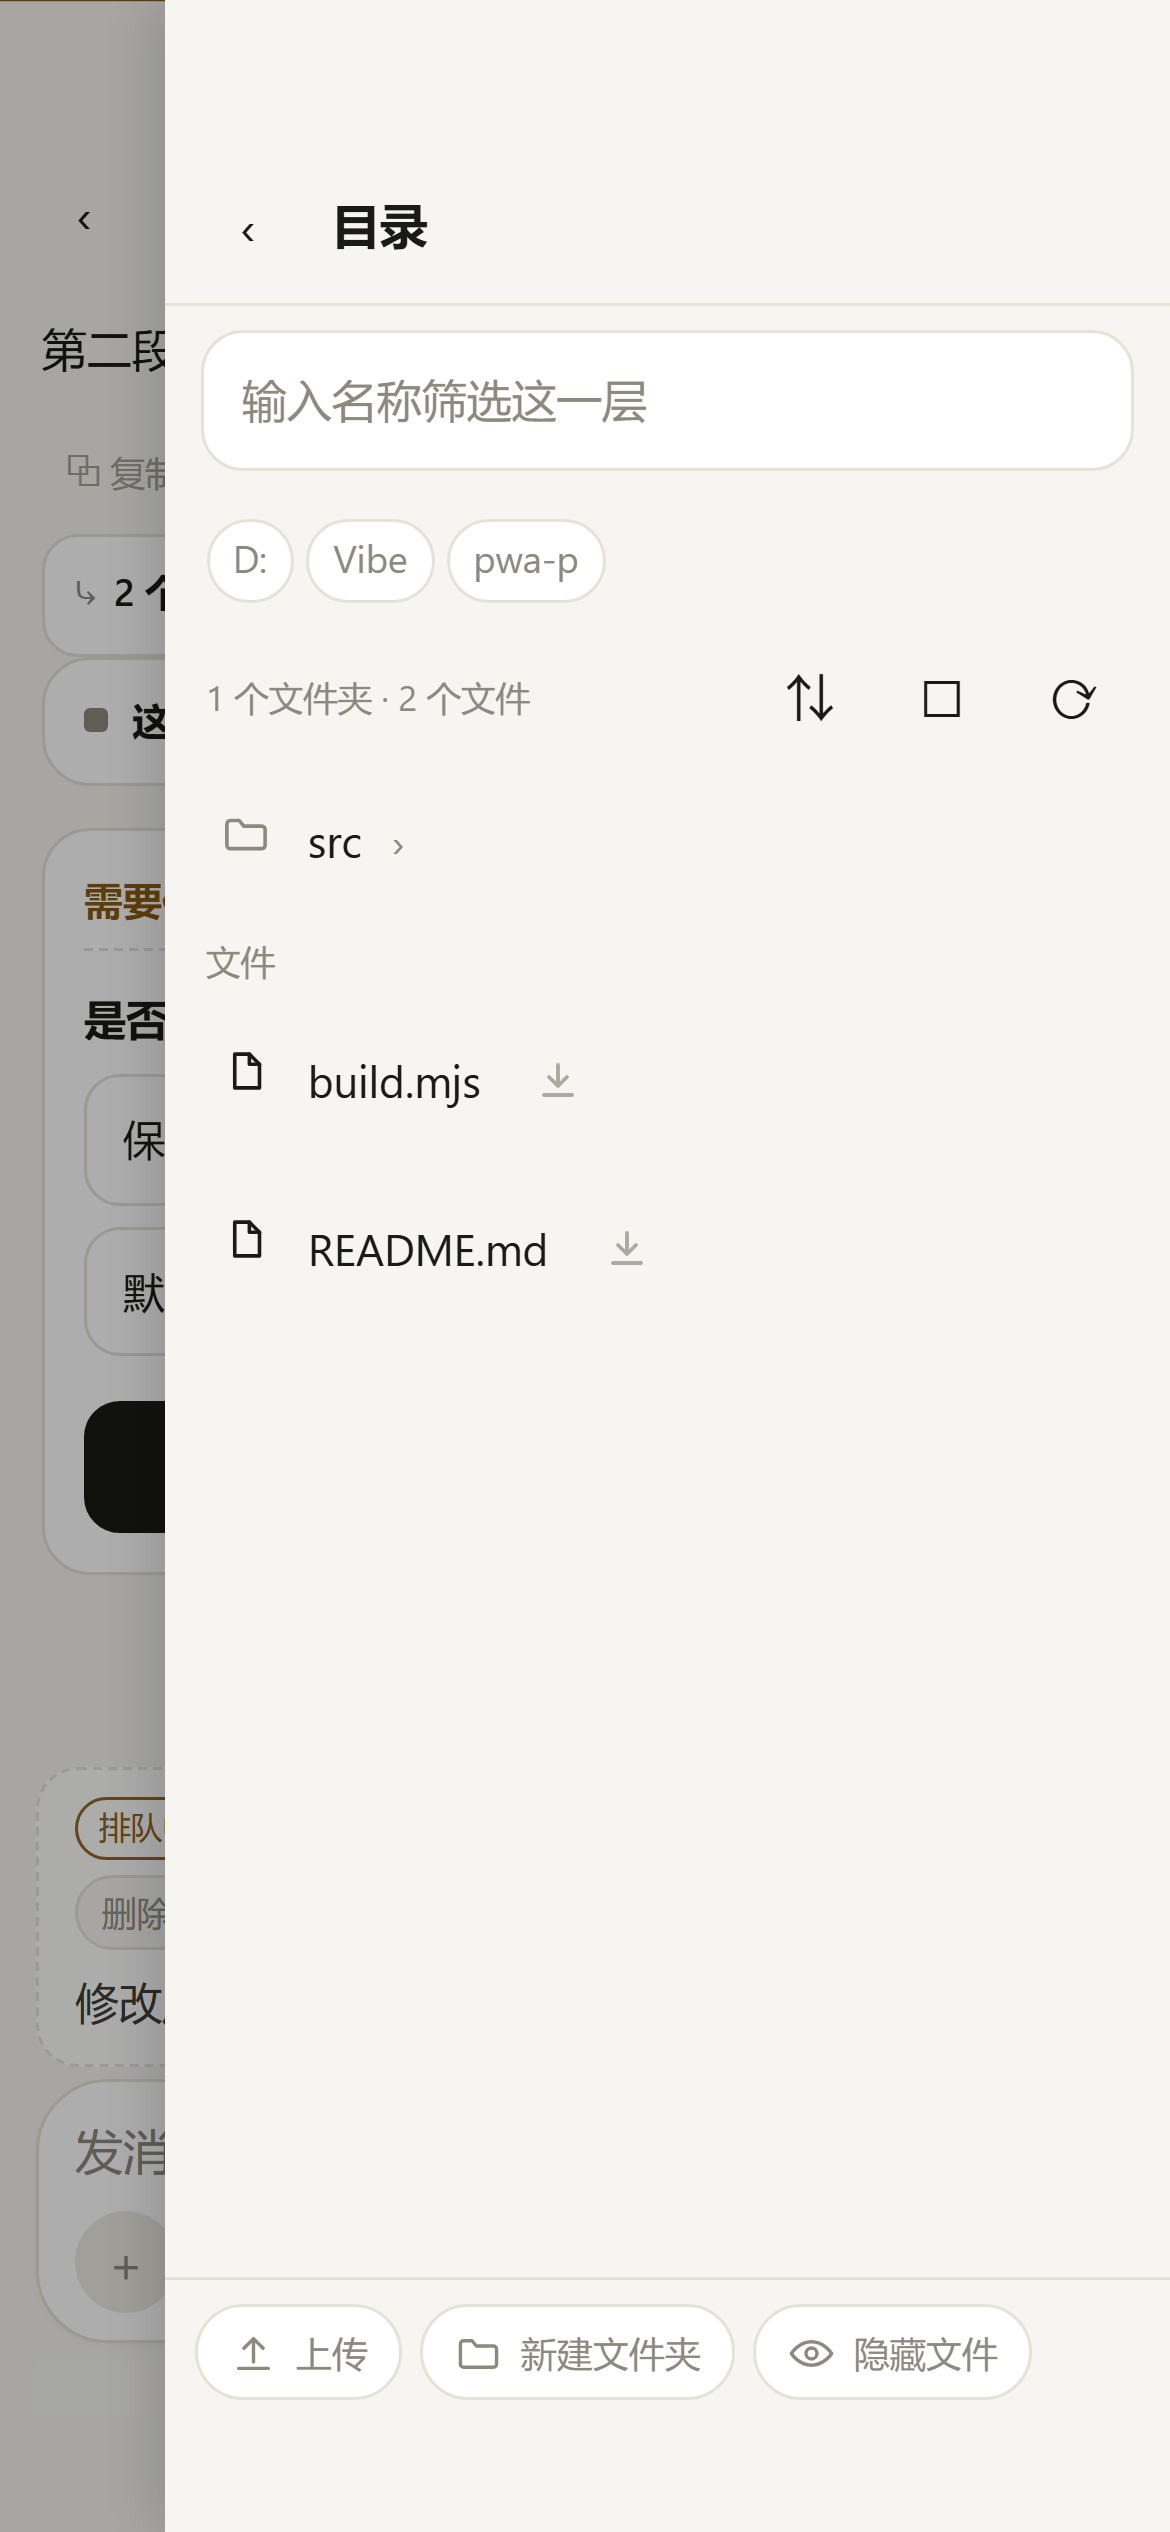 目录
输入名称筛选这一层
D: Vibe pwa-p
1 个文件夹 · 2 个文件
src
文件
build.mjs
README.md
上传 新建文件夹 隐藏文件
第二段
复制
2 个
这
需要
是否
保
默
排队
删除
修改
发消